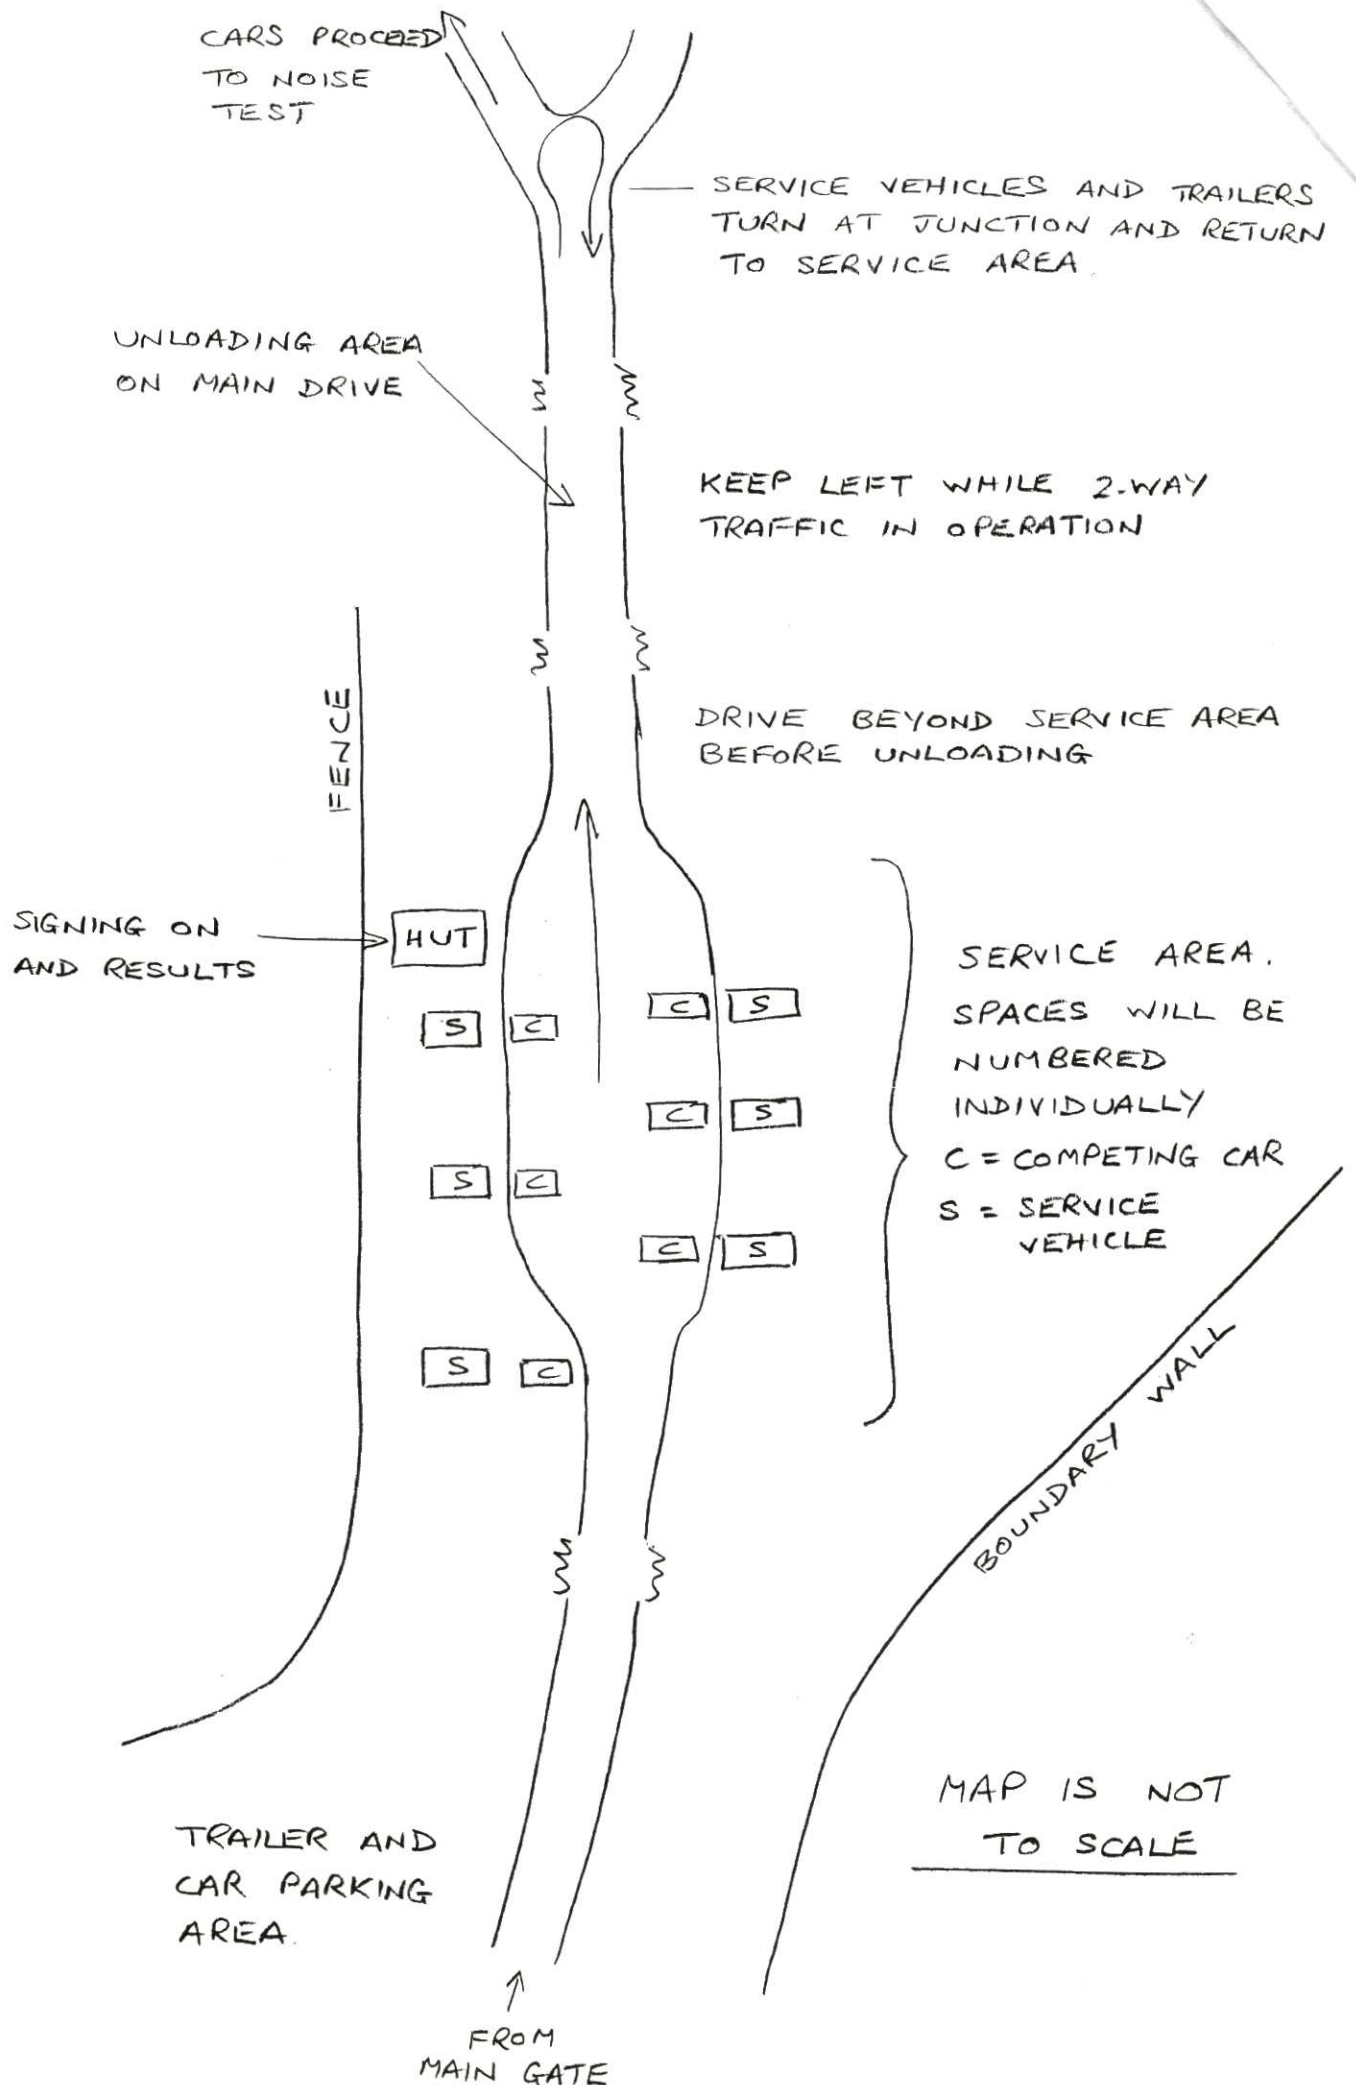 CARS PROCEED
TO NOISE
TEST
SERVICE VEHICLES AND TRAILERS
TURN AT JUNCTION AND RETURN
TO SERVICE AREA.
UNLOADING AREA
ON MAIN DRIVE
KEEP LEFT WHILE 2-WAY
TRAFFIC IN OPERATION
FENCE
DRIVE BEYOND SERVICE AREA
BEFORE UNLOADING
SIGNING ON
AND RESULTS
HUT
SERVICE AREA.
SPACES WILL BE
NUMBERED
INDIVIDUALLY
C = COMPETING CAR
S = SERVICE
VEHICLE
C S
S C
C S
S C
C S
S C
BOUNDARY WALL
MAP IS NOT
TO SCALE
TRAILER AND
CAR PARKING
AREA.
FROM
MAIN GATE